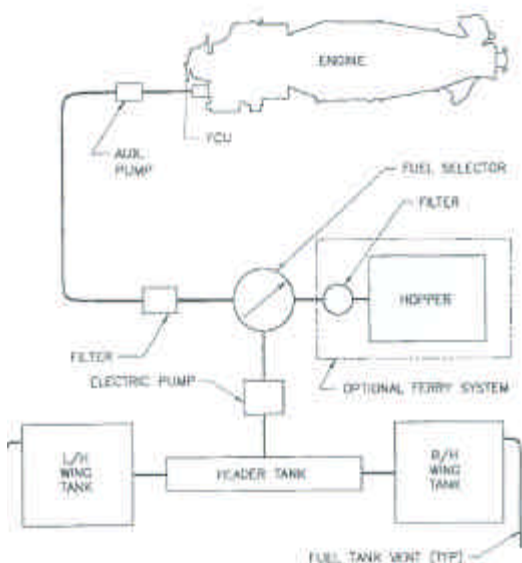 ENGINE
FCU
AUX.
PUMP
FUEL SELECTOR
FILTER
HOPPER
FILTER
ELECTRIC PUMP
OPTIONAL FERRY SYSTEM
L/H
WING
TANK
HEADER TANK
R/H
WING
TANK
FUEL TANK VENT (TYP)